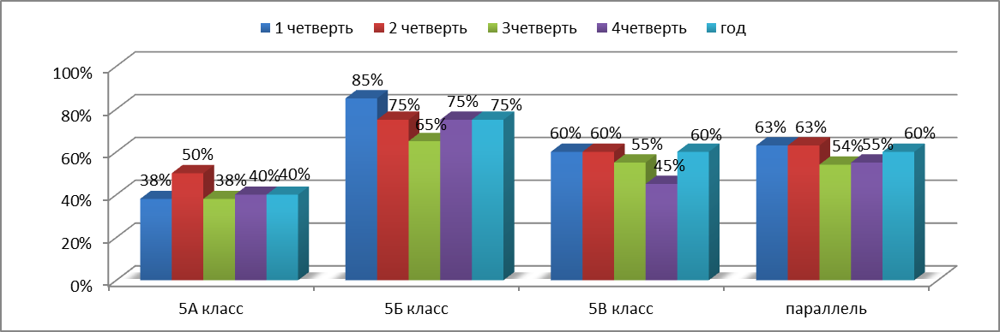 1 четверть 2 четверть 3четверть 4четверть год
100%
80%
60%
40%
20%
0%
38% 50% 38% 40% 40%
85% 75% 65% 75% 75%
60% 60% 55% 45% 60%
63% 63% 54% 55% 60%
5А класс 5Б класс 5В класс параллель